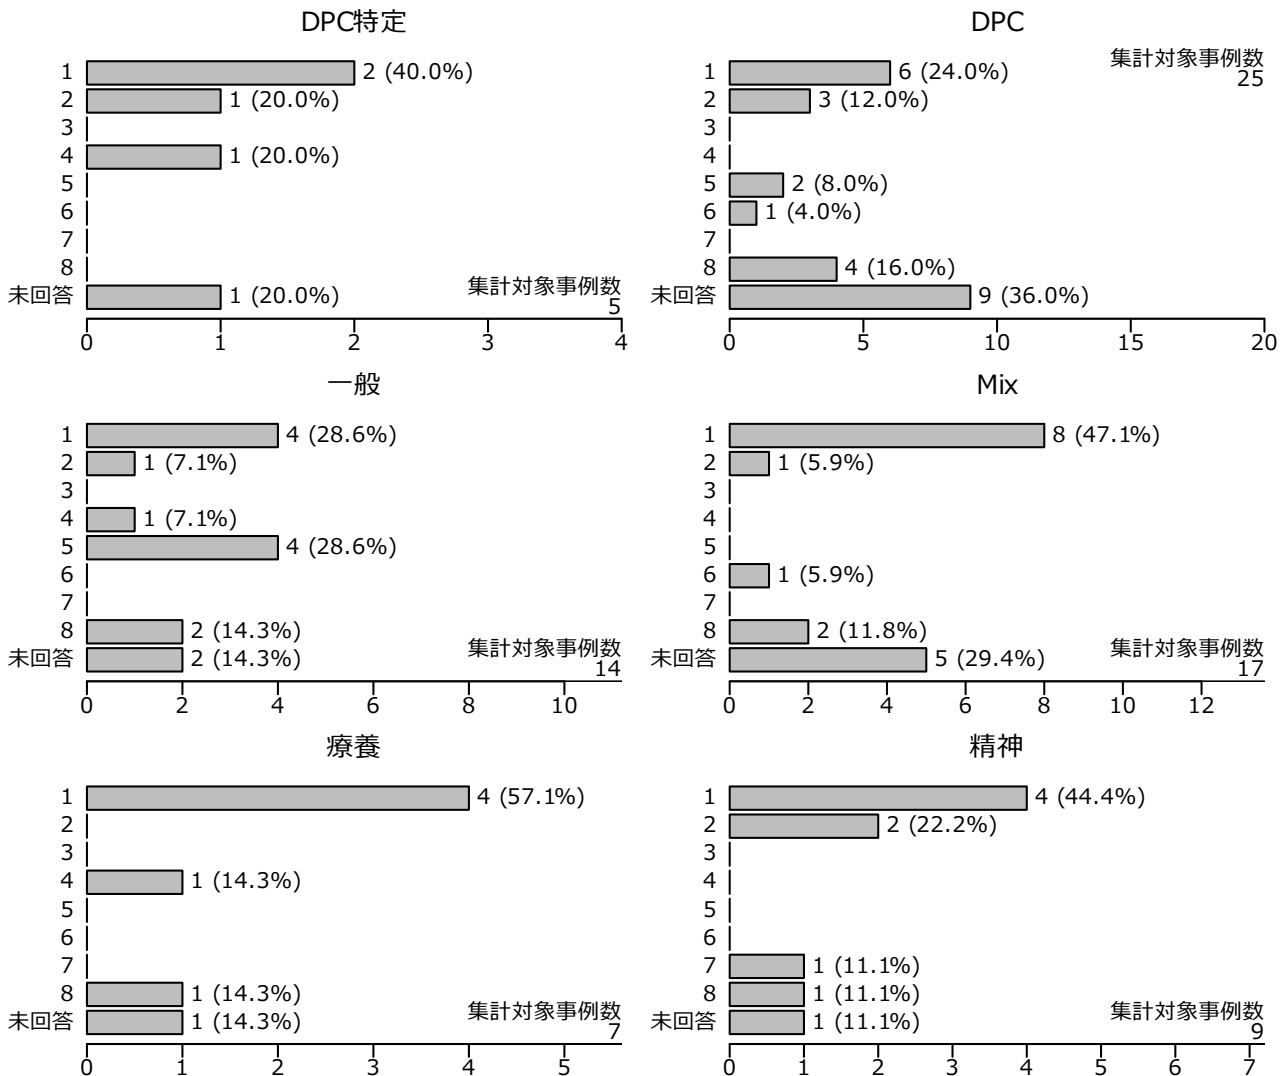 DPC特定
1 2 (40.0%)
2 1 (20.0%)
3
4 1 (20.0%)
5
6
7
8
未回答 1 (20.0%)
集計対象事例数
5
0 1 2 3 4
DPC
集計対象事例数
25
1 6 (24.0%)
2 3 (12.0%)
3
4
5 2 (8.0%)
6 1 (4.0%)
7
8 4 (16.0%)
未回答 9 (36.0%)
0 5 10 15 20
一般
1 4 (28.6%)
2 1 (7.1%)
3
4 1 (7.1%)
5 4 (28.6%)
6
7
8 2 (14.3%)
未回答 2 (14.3%)
集計対象事例数
14
0 2 4 6 8 10
Mix
1 8 (47.1%)
2 1 (5.9%)
3
4
5
6 1 (5.9%)
7
8 2 (11.8%)
未回答 5 (29.4%)
集計対象事例数
17
0 2 4 6 8 10 12
療養
1 4 (57.1%)
2
3
4 1 (14.3%)
5
6
7
8 1 (14.3%)
未回答 1 (14.3%)
集計対象事例数
7
0 1 2 3 4 5
精神
1 4 (44.4%)
2 2 (22.2%)
3
4
5
6
7 1 (11.1%)
8 1 (11.1%)
未回答 1 (11.1%)
集計対象事例数
9
0 1 2 3 4 5 6 7